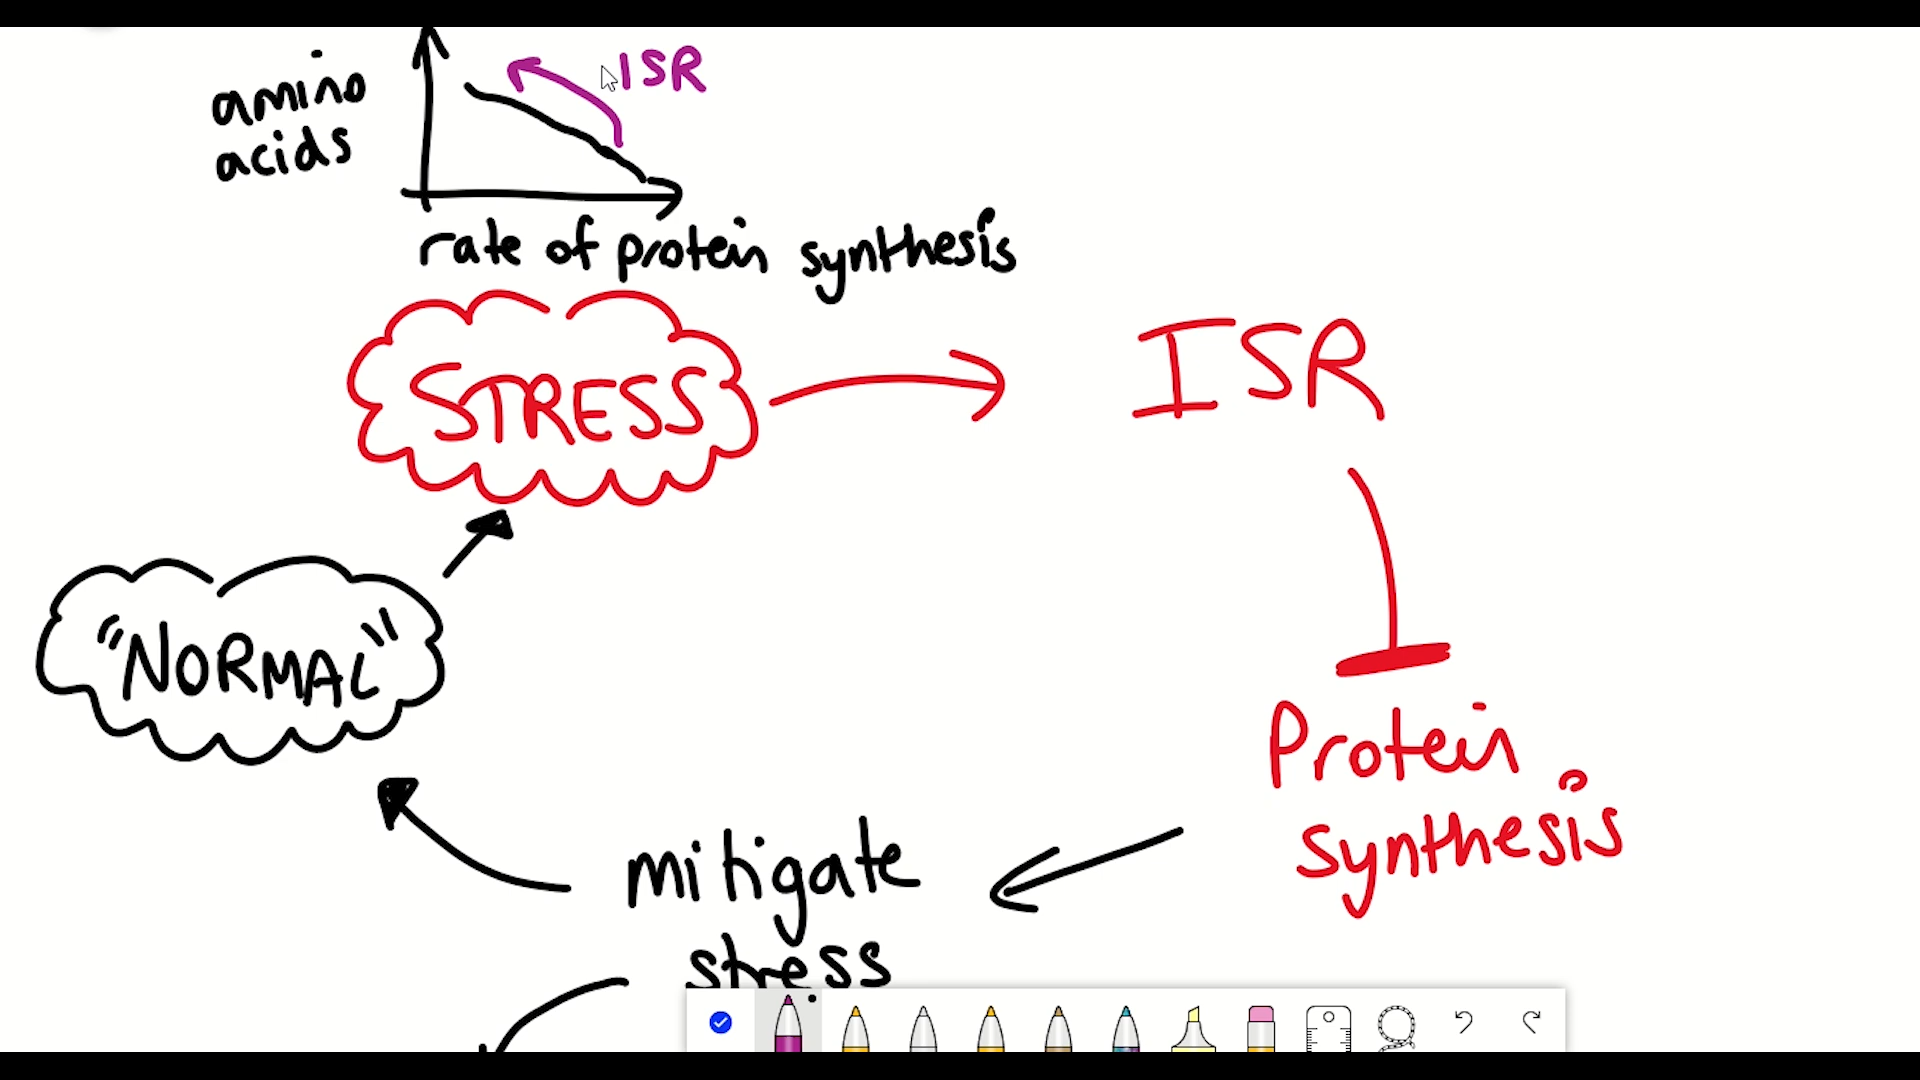 amino
acids
ISR
rate of protein synthesis
STRESS
ISR
"NORMAL"
Protein
synthesis
mitigate
stress